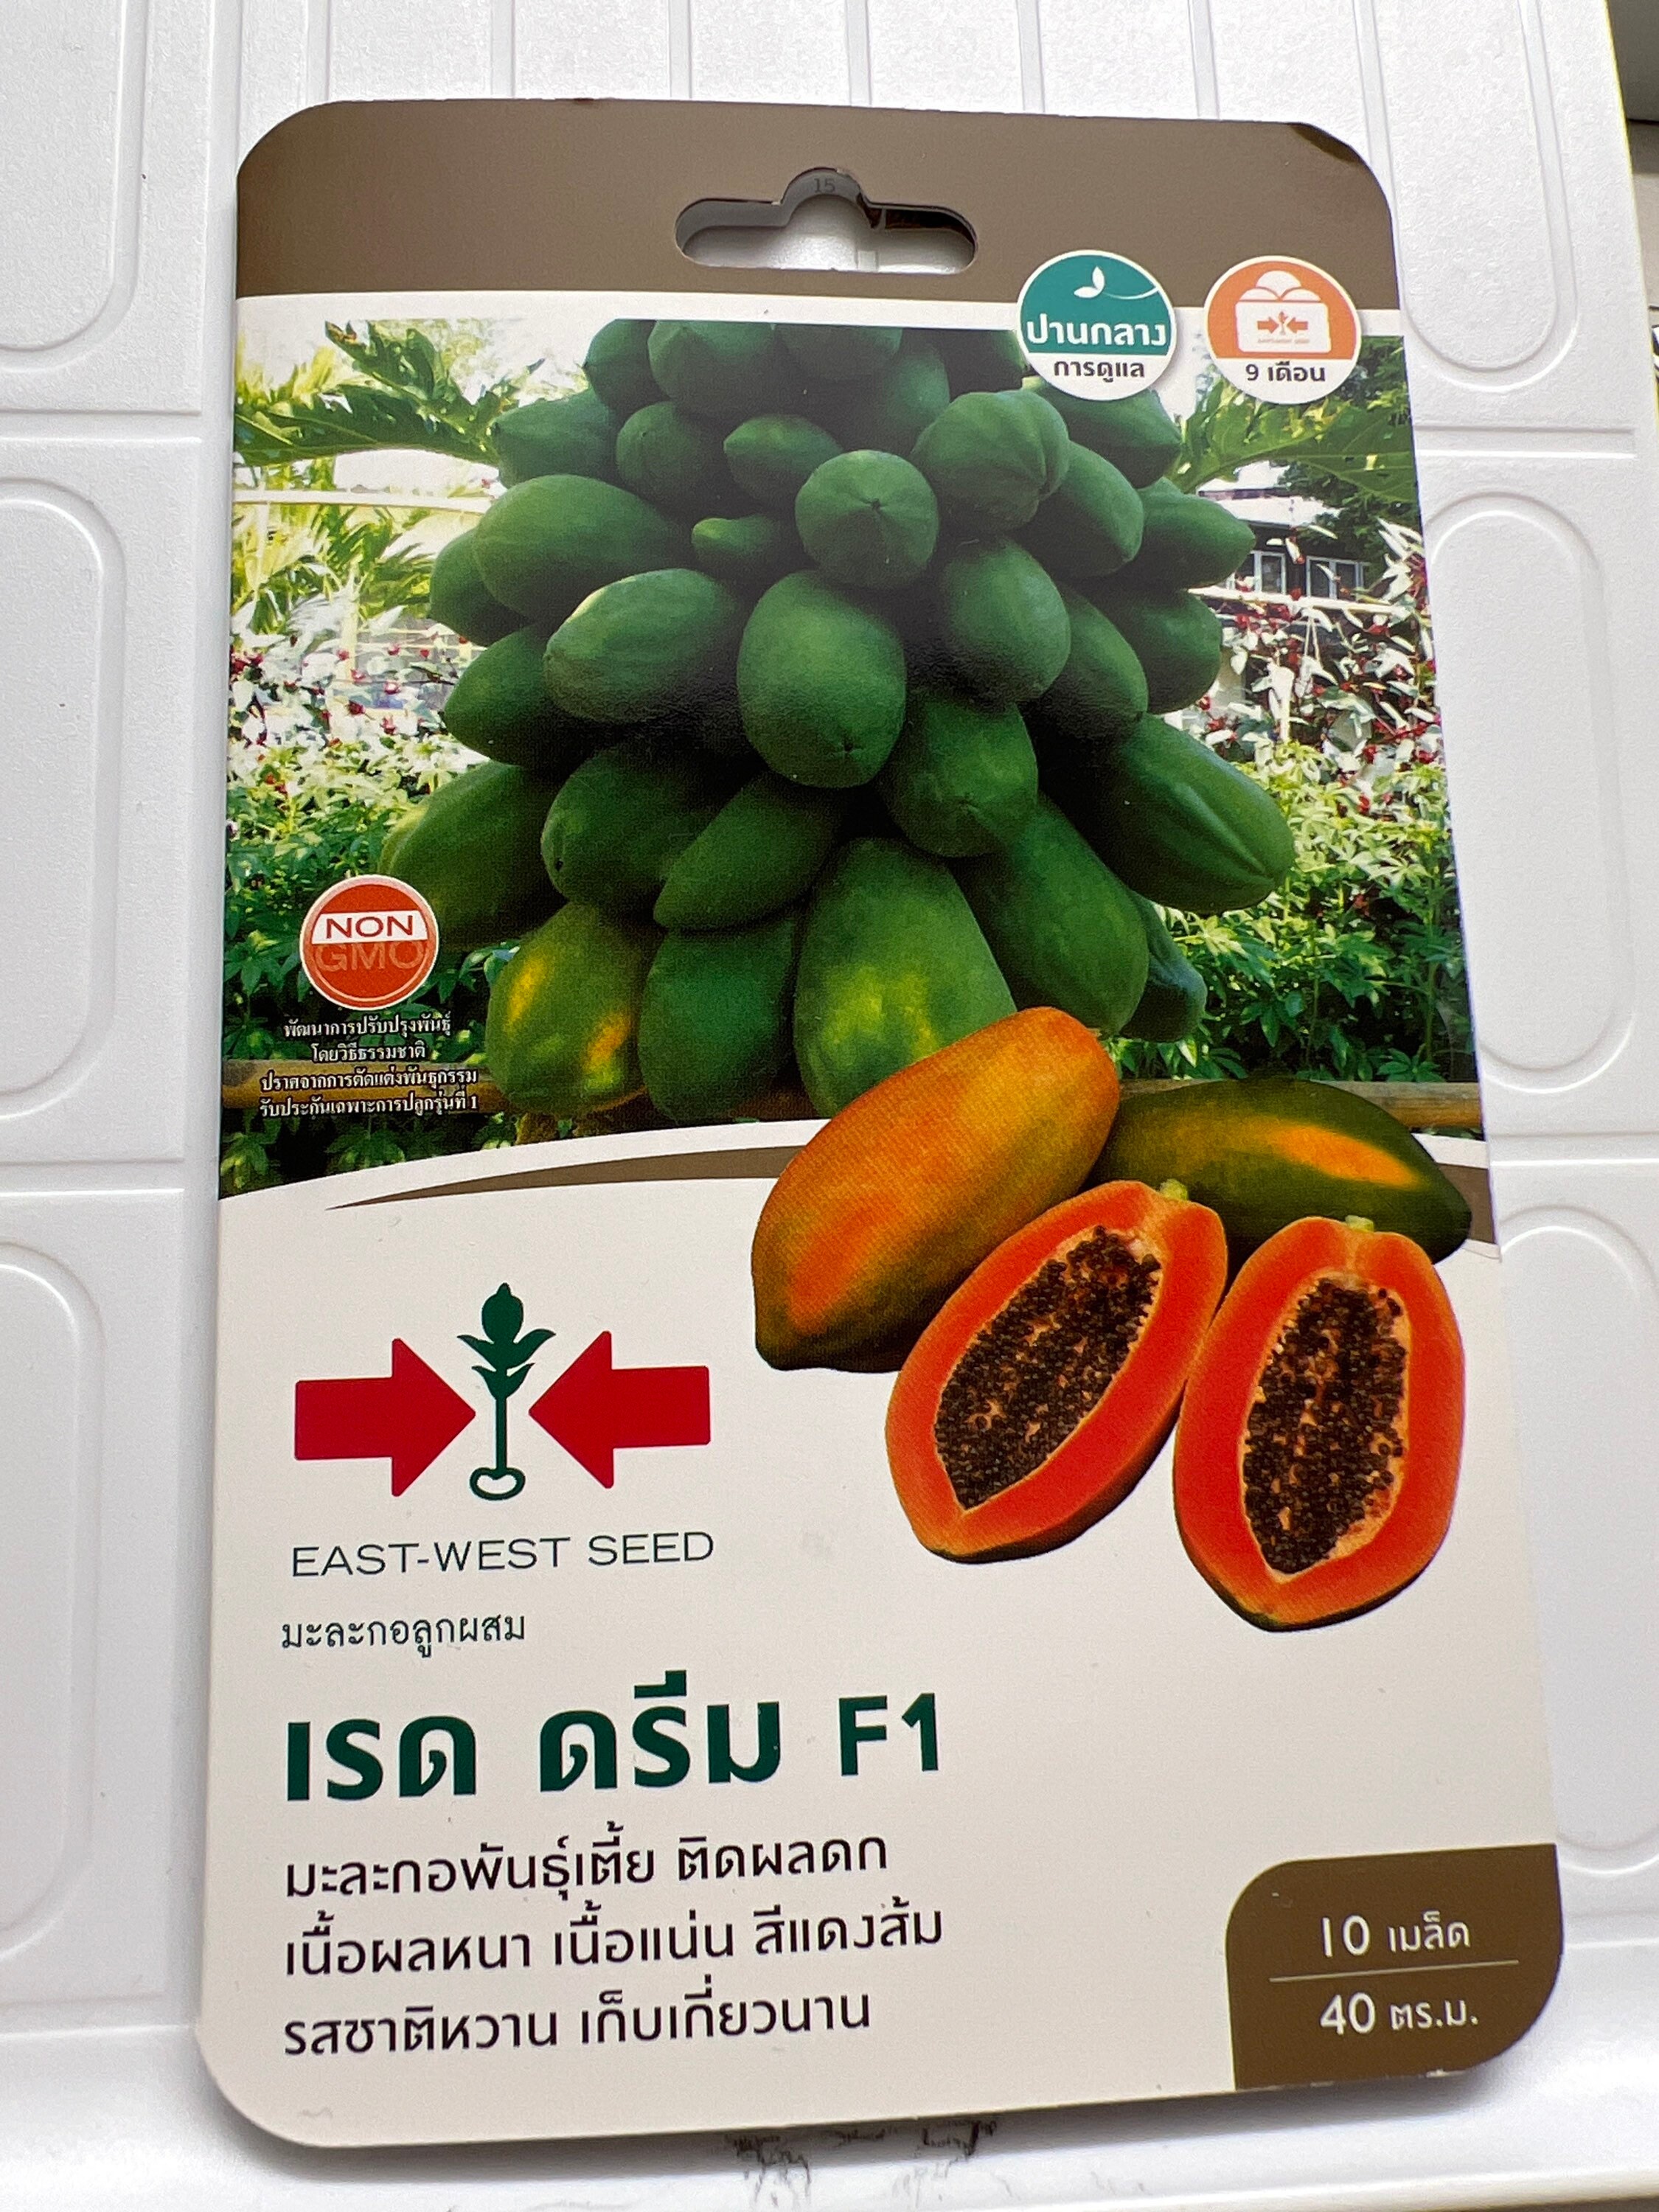 15
ปานกลาง
การดูแล
9 เดือน
NON
GMO
พัฒนาการปรับปรุงพันธุ์
โดยวิธีธรรมชาติ
ปราศจากการตัดแต่งพันธุกรรม
รับประกันเฉพาะการปลูกรุ่นที่ 1
EAST-WEST SEED
มะละกอลูกผสม
เรด ดรีม F1
มะละกอพันธุ์เตี้ย ติดผลดก
เนื้อผลหนา เนื้อแน่น สีแดงส้ม
รสชาติหวาน เก็บเกี่ยวนาน
10 เมล็ด
40 ตร.ม.